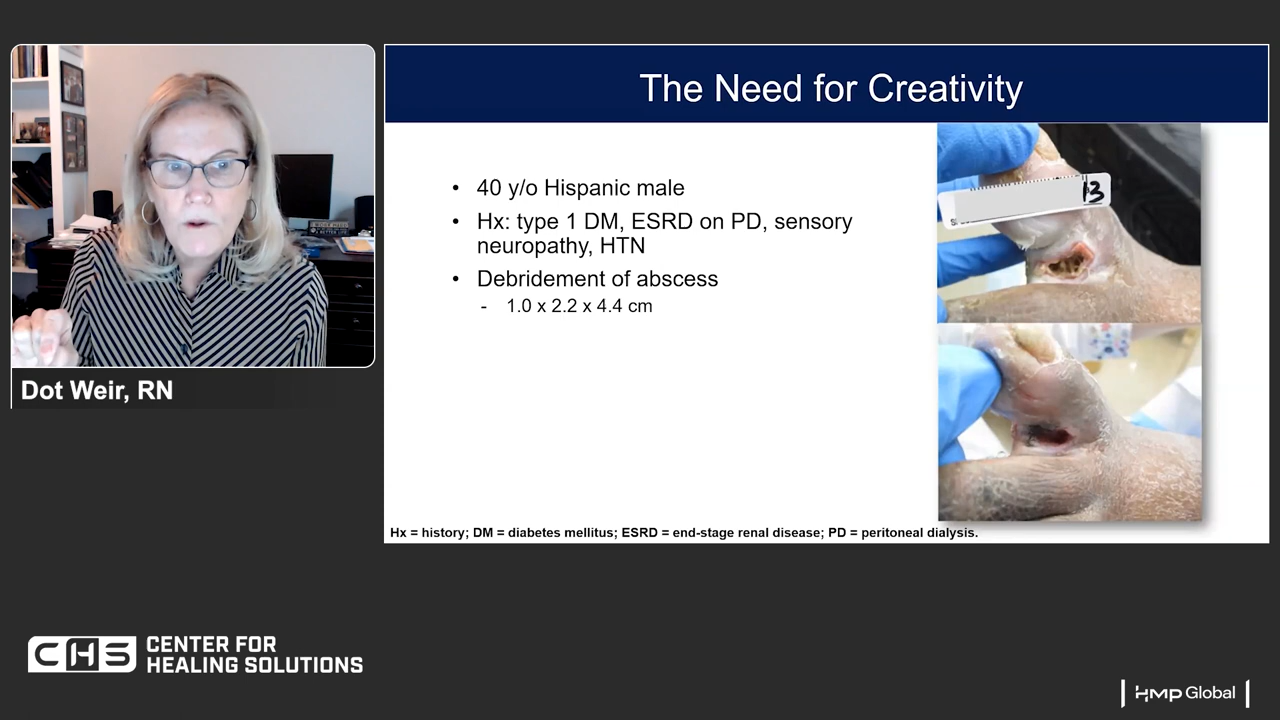 The Need for Creativity
• 40 y/o Hispanic male
• Hx: type 1 DM, ESRD on PD, sensory
neuropathy, HTN
• Debridement of abscess
- 1.0 x 2.2 x 4.4 cm
13
Hx = history; DM = diabetes mellitus; ESRD = end-stage renal disease; PD = peritoneal dialysis.
Dot Weir, RN
CHS CENTER FOR
HEALING SOLUTIONS
HMP Global